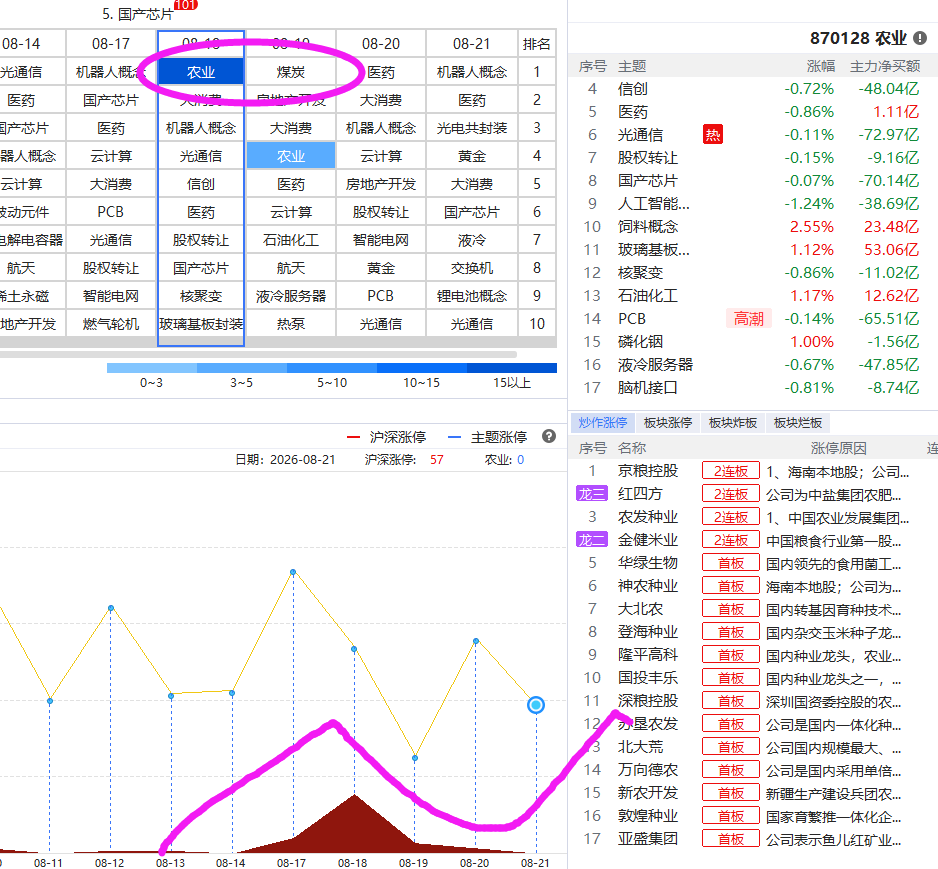 5. 国产芯片 101
08-14 08-17 08-18 08-19 08-20 08-21 排名
光通信 机器人概念 农业 煤炭 医药 机器人概念 1
医药 国产芯片 大消费 房地产开发 大消费 医药 2
国产芯片 医药 机器人概念 大消费 机器人概念 光电共封装 3
器人概念 云计算 光通信 农业 云计算 黄金 4
云计算 大消费 信创 医药 房地产开发 大消费 5
动元件 PCB 医药 云计算 股权转让 国产芯片 6
电解电容器 光通信 股权转让 石油化工 智能电网 液冷 7
航天 股权转让 国产芯片 航天 黄金 交换机 8
稀土永磁 智能电网 核聚变 液冷服务器 PCB 锂电池概念 9
地产开发 燃气轮机 玻璃基板封装 热泵 光通信 光通信 10
0~3 3~5 5~10 10~15 15以上
沪深涨停 主题涨停 ?
日期: 2026-08-21 沪深涨停: 57 农业: 0
08-11 08-12 08-13 08-14 08-17 08-18 08-19 08-20 08-21
870128 农业
序号 主题 涨幅 主力净买额
4 信创 -0.72% -48.04亿
5 医药 -0.86% 1.11亿
6 光通信 热 -0.11% -72.97亿
7 股权转让 -0.15% -9.16亿
8 国产芯片 -0.07% -70.14亿
9 人工智能... -1.24% -38.69亿
10 饲料概念 2.55% 23.48亿
11 玻璃基板... 1.12% 53.06亿
12 核聚变 -0.86% -11.02亿
13 石油化工 1.17% 12.62亿
14 PCB 高潮 -0.14% -65.51亿
15 磷化铟 1.00% -1.56亿
16 液冷服务器 -0.67% -47.85亿
17 脑机接口 -0.81% -8.74亿
炒作涨停 板块涨停 板块炸板 板块烂板
序号 名称 涨停原因 连
1 京粮控股 2连板 1、海南本地股；公司...
龙三 红四方 2连板 公司为中盐集团农肥...
3 农发种业 2连板 1、中国农业发展集团...
龙二 金健米业 2连板 中国粮食行业第一股...
5 华绿生物 首板 国内领先的食用菌工...
6 神农种业 首板 海南本地股；公司为...
7 大北农 首板 国内转基因育种技术...
8 登海种业 首板 国内杂交玉米种子龙...
9 隆平高科 首板 国内种业龙头，农业...
10 国投丰乐 首板 国内种业龙头之一，...
11 深粮控股 首板 深圳国资委控股的农...
12 苏垦农发 首板 公司是国内一体化种...
13 北大荒 首板 公司国内规模最大、...
14 万向德农 首板 公司是国内采用单倍...
15 新农开发 首板 新疆生产建设兵团农...
16 敦煌种业 首板 国家育繁推一体化企...
17 亚盛集团 首板 公司表示鱼儿红矿业...